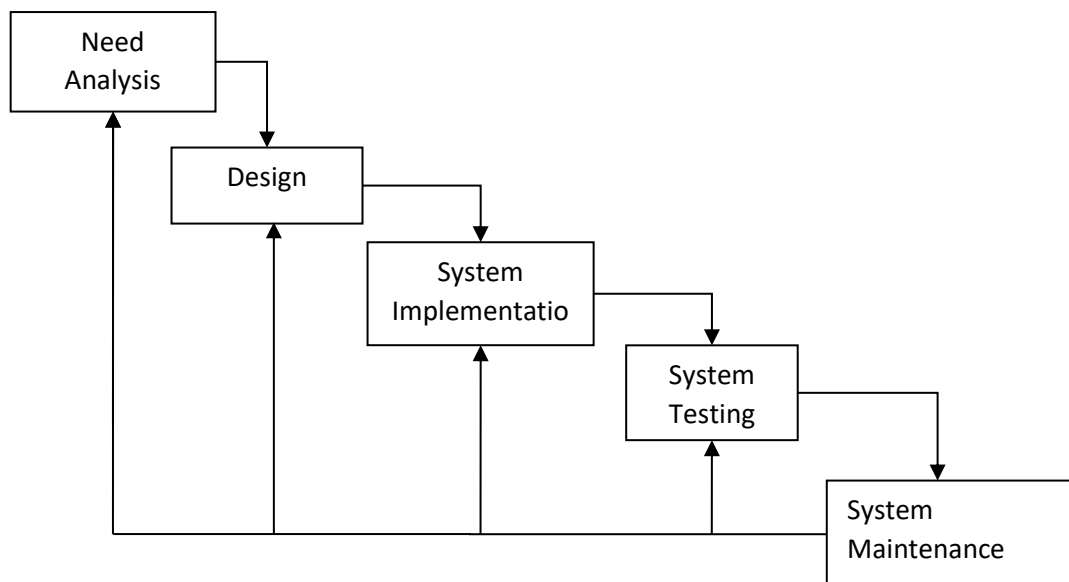 Need
Analysis
Design
System
Implementatio
System
Testing
System
Maintenance